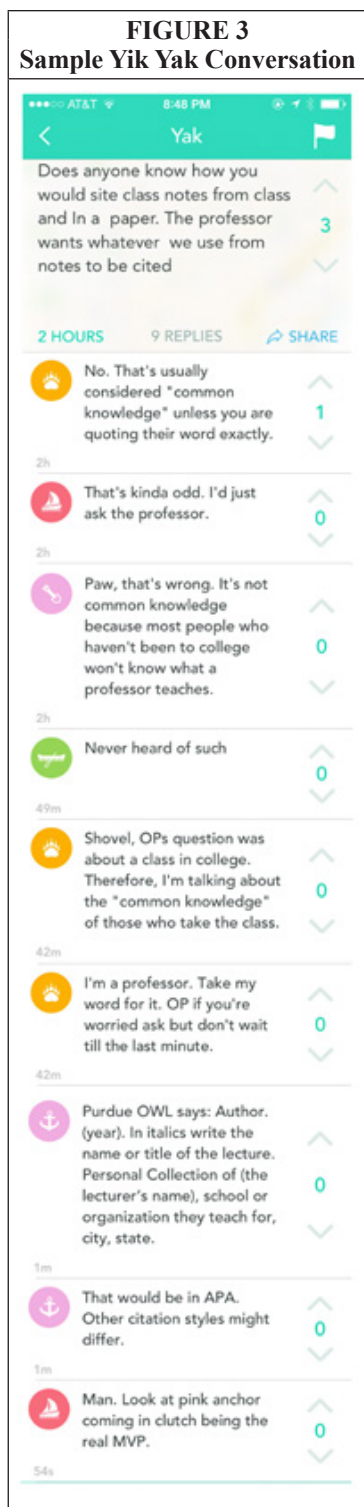 FIGURE 3
Sample Yik Yak Conversation
AT&T 8:48 PM
Yak
Does anyone know how you
would site class notes from class
and In a paper. The professor
wants whatever we use from
notes to be cited
3
2 HOURS 9 REPLIES SHARE
No. That's usually
considered "common
knowledge" unless you are
quoting their word exactly.
1
2h
That's kinda odd. I'd just
ask the professor.
0
2h
Paw, that's wrong. It's not
common knowledge
because most people who
haven't been to college
won't know what a
professor teaches.
0
2h
Never heard of such
0
49m
Shovel, OPs question was
about a class in college.
Therefore, I'm talking about
the "common knowledge"
of those who take the class.
0
42m
I'm a professor. Take my
word for it. OP if you're
worried ask but don't wait
till the last minute.
0
42m
Purdue OWL says: Author.
(year). In italics write the
name or title of the lecture.
Personal Collection of (the
lecturer's name), school or
organization they teach for,
city, state.
0
1m
That would be in APA.
Other citation styles might
differ.
0
1m
Man. Look at pink anchor
coming in clutch being the
real MVP.
0
54s